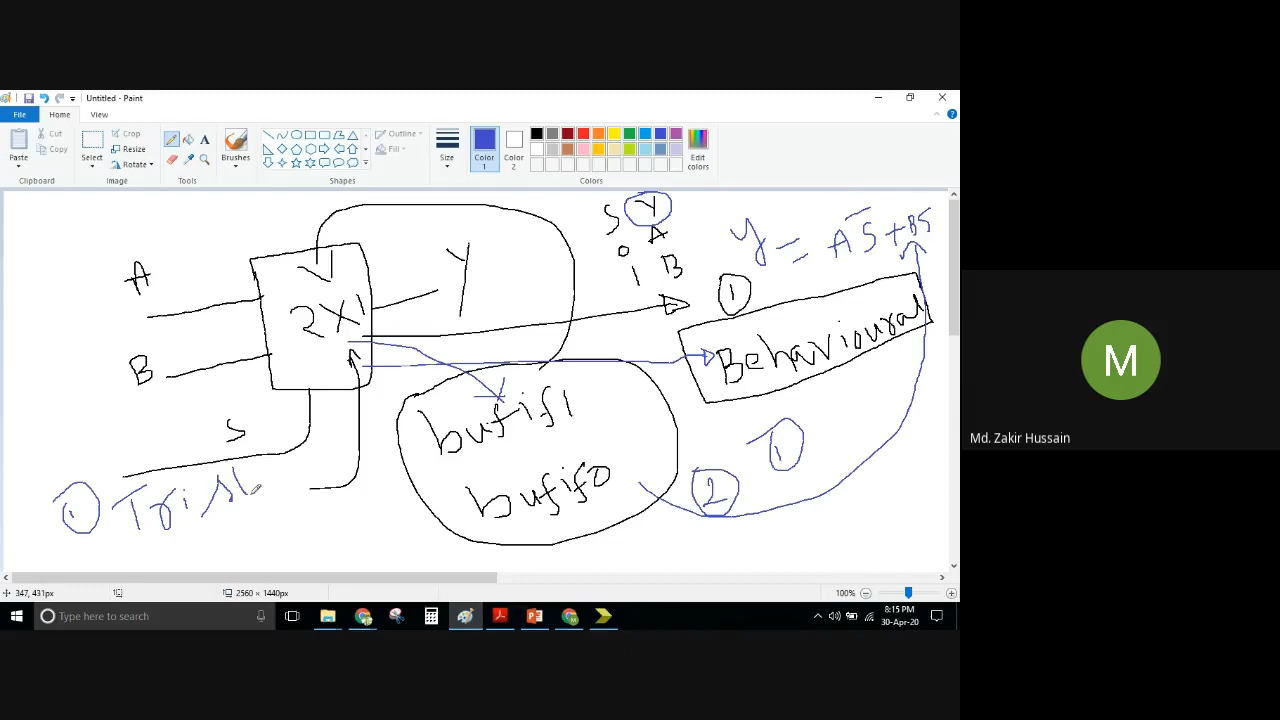 Untitled - Paint
File Home View
Paste
Cut
Copy
Clipboard
Select
Crop
Resize
Rotate
Image
Tools
Brushes
Shapes
Outline
Fill
Size
Color 1
Color 2
Edit colors
Colors
S Y
0 A
1 B
y = A S̅ + BS
A
2X1
Y
1
Behavioural
B
bufif1
S
bufif0
1
2
1 Trist
Md. Zakir Hussain
M
347, 431px
2560 × 1440px
100%
Type here to search
8:15 PM
30-Apr-20